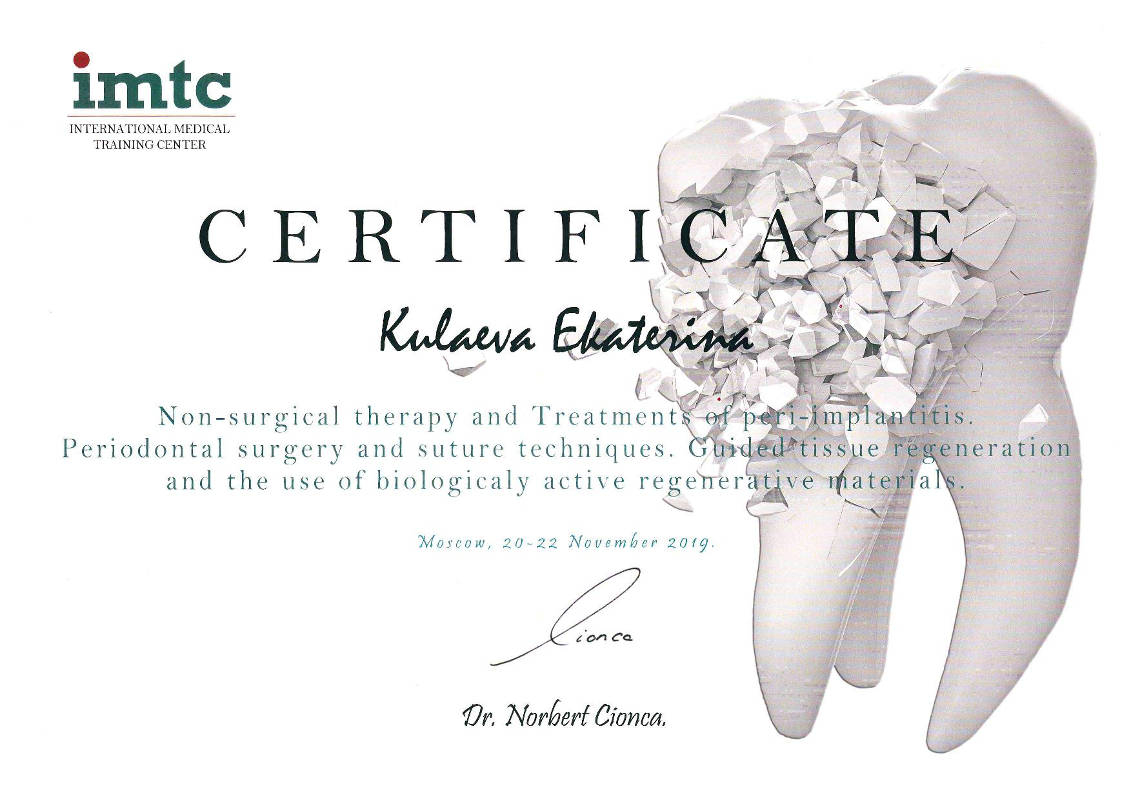 imtc
INTERNATIONAL MEDICAL
TRAINING CENTER
CERTIFICATE
Kulaeva Ekaterina
Non-surgical therapy and Treatments of peri-implantitis.
Periodontal surgery and suture techniques. Guided tissue regeneration
and the use of biologicaly active regenerative materials.
Moscow, 20-22 November 2019.
Cionca
Dr. Norbert Cionca.